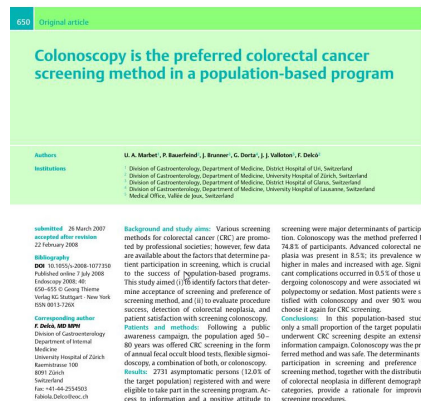 650 Original article
Colonoscopy is the preferred colorectal cancer
screening method in a population-based program
Authors
U. A. Marbet¹, P. Bauerfeind², J. Brunner³, G. Dorta⁴, J. J. Valloton⁵, F. Delcò²
Institutions
¹ Division of Gastroenterology, Department of Medicine, District Hospital of Uri, Switzerland
² Division of Gastroenterology, Department of Medicine, University Hospital of Zürich, Switzerland
³ Division of Gastroenterology, Department of Medicine, District Hospital of Glarus, Switzerland
⁴ Division of Gastroenterology, Department of Medicine, University Hospital of Lausanne, Switzerland
⁵ Medical Office, Vallée de Joux, Switzerland
submitted 26 March 2007
accepted after revision
22 February 2008
Bibliography
DOI 10.1055/s-2008-1077350
Published online 7 July 2008
Endoscopy 2008; 40:
650–655 © Georg Thieme
Verlag KG Stuttgart · New York
ISSN 0013-726X
Corresponding author
F. Delco, MD MPH
Division of Gastroenterology
Department of Internal
Medicine
University Hospital of Zürich
Raemistrasse 100
8091 Zürich
Switzerland
Fax: +41-44-2554503
Fabiola.Delco@usz.ch
Background and study aims: Various screening
methods for colorectal cancer (CRC) are promo-
ted by professional societies; however, few data
are available about the factors that determine pa-
tient participation in screening, which is crucial
to the success of population-based programs.
This study aimed (i) to identify factors that deter-
mine acceptance of screening and preference of
screening method, and (ii) to evaluate procedure
success, detection of colorectal neoplasia, and
patient satisfaction with screening colonoscopy.
Patients and methods: Following a public
awareness campaign, the population aged 50–
80 years was offered CRC screening in the form
of annual fecal occult blood tests, flexible sigmoi-
doscopy, a combination of both, or colonoscopy.
Results: 2731 asymptomatic persons (12.0% of
the target population) registered with and were
eligible to take part in the screening program. Ac-
cess to information and a positive attitude to
screening were major determinants of particip
tion. Colonoscopy was the method preferred
74.8% of participants. Advanced colorectal ne
plasia was present in 8.5%; its prevalence w
higher in males and increased with age. Signi
cant complications occurred in 0.5% of those u
dergoing colonoscopy and were associated wi
polypectomy or sedation. Most patients were s
tisfied with colonoscopy and over 90% wou
choose it again for CRC screening.
Conclusions: In this population-based stud
only a small proportion of the target populatio
underwent CRC screening despite an extensiv
information campaign. Colonoscopy was the pr
ferred method and was safe. The determinants
participation in screening and preference
screening method, together with the distributi
of colorectal neoplasia in different demograph
categories, provide a rationale for improvin
screening procedures.